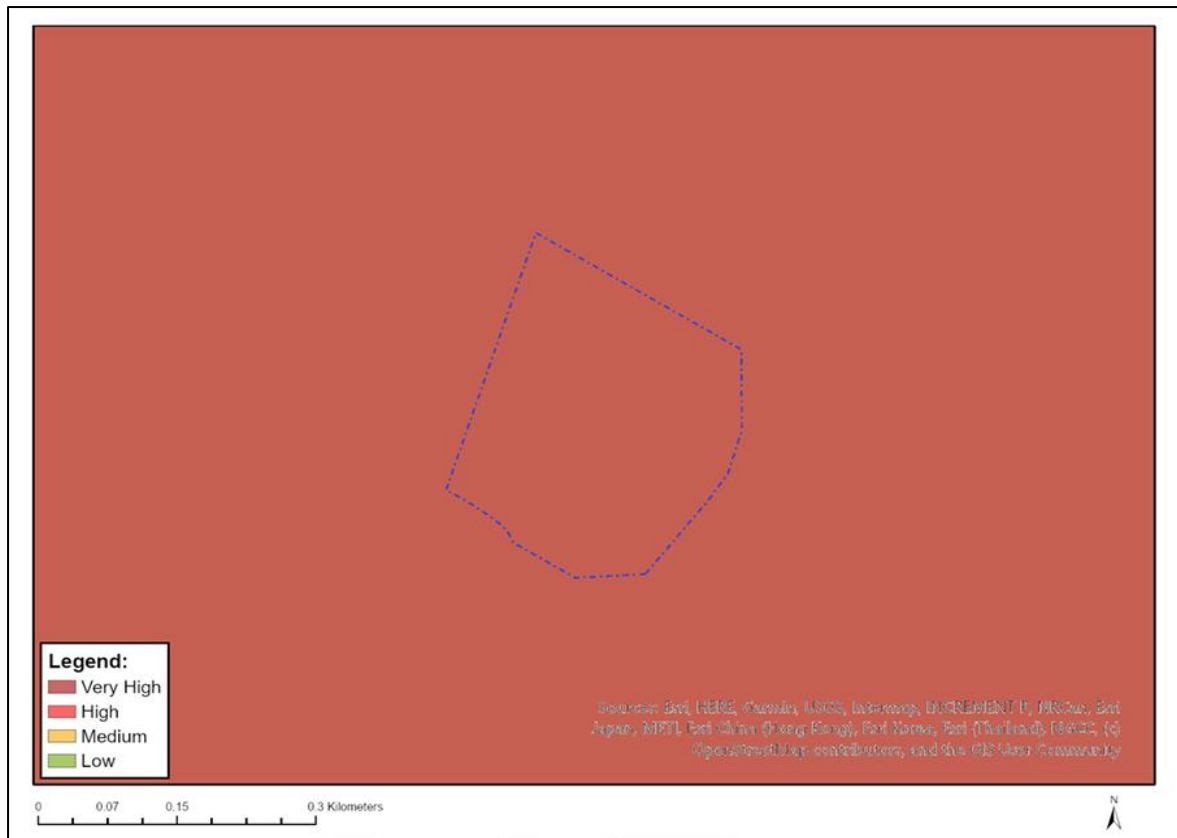 Legend:
Very High
High
Medium
Low
Sources: Esri, HERE, Garmin, USGS, Intermap, INCREMENT P, NRCan, Esri
Japan, METI, Esri China (Hong Kong), Esri Korea, Esri (Thailand), NGCC, (c)
OpenStreetMap contributors, and the GIS User Community
0 0.07 0.15 0.3 Kilometers
N